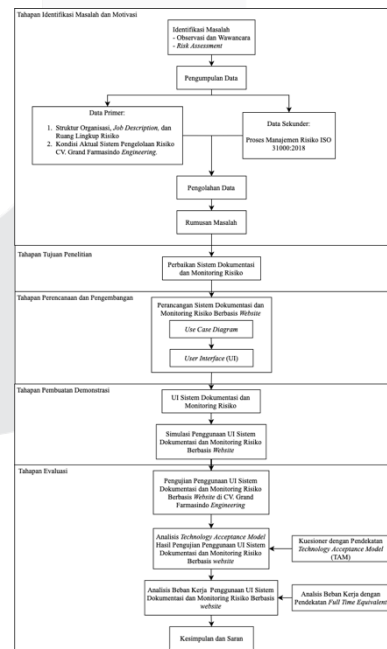 Tahapan Identifikasi Masalah dan Motivasi
Identifikasi Masalah
- Observasi dan Wawancara
- Risk Assessment
Pengumpulan Data
Data Primer:
1. Struktur Organisasi, Job Description, dan
Ruang Lingkup Risiko
2. Kondisi Aktual Sistem Pengelolaan Risiko
CV. Grand Farmasindo Engineering.
Data Sekunder:
Proses Manajemen Risiko ISO
31000:2018
Pengolahan Data
Rumusan Masalah
Tahapan Tujuan Penelitian
Perbaikan Sistem Dokumentasi
dan Monitoring Risiko
Tahapan Perencanaan dan Pengembangan
Perancangan Sistem Dokumentasi dan
Monitoring Risiko Berbasis Website
Use Case Diagram
User Interface (UI)
Tahapan Pembuatan Demonstrasi
UI Sistem Dokumentasi dan
Monitoring Risiko
Simulasi Penggunaan UI Sistem
Dokumentasi dan Monitoring Risiko
Berbasis Website
Tahapan Evaluasi
Pengujian Penggunaan UI Sistem
Dokumentasi dan Monitoring Risiko
Berbasis Website di CV. Grand
Farmasindo Engineering
Analisis Technology Acceptance Model
Hasil Pengujian Penggunaan UI Sistem
Dokumentasi dan Monitoring Risiko
Berbasis website
Kuesioner dengan Pendekatan
Technology Acceptance Model
(TAM)
Analisis Beban Kerja Penggunaan UI Sistem
Dokumentasi dan Monitoring Risiko Berbasis
website
Analisis Beban Kerja dengan
Pendekatan Full Time Equivalent
Kesimpulan dan Saran